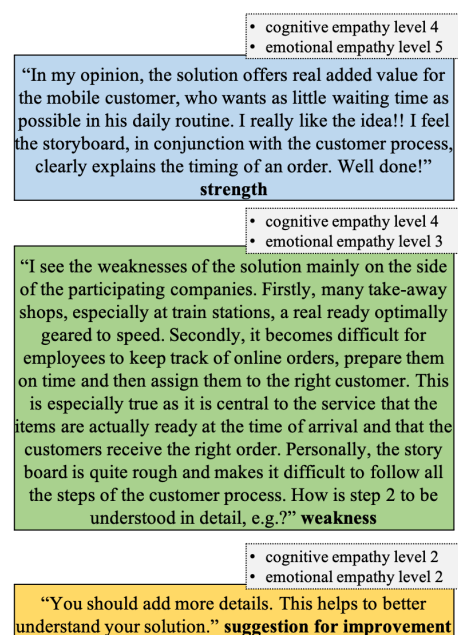 • cognitive empathy level 4
• emotional empathy level 5
“In my opinion, the solution offers real added value for
the mobile customer, who wants as little waiting time as
possible in his daily routine. I really like the idea!! I feel
the storyboard, in conjunction with the customer process,
clearly explains the timing of an order. Well done!”
strength
• cognitive empathy level 4
• emotional empathy level 3
“I see the weaknesses of the solution mainly on the side
of the participating companies. Firstly, many take-away
shops, especially at train stations, a real ready optimally
geared to speed. Secondly, it becomes difficult for
employees to keep track of online orders, prepare them
on time and then assign them to the right customer. This
is especially true as it is central to the service that the
items are actually ready at the time of arrival and that the
customers receive the right order. Personally, the story
board is quite rough and makes it difficult to follow all
the steps of the customer process. How is step 2 to be
understood in detail, e.g.?” weakness
• cognitive empathy level 2
• emotional empathy level 2
“You should add more details. This helps to better
understand your solution.” suggestion for improvement